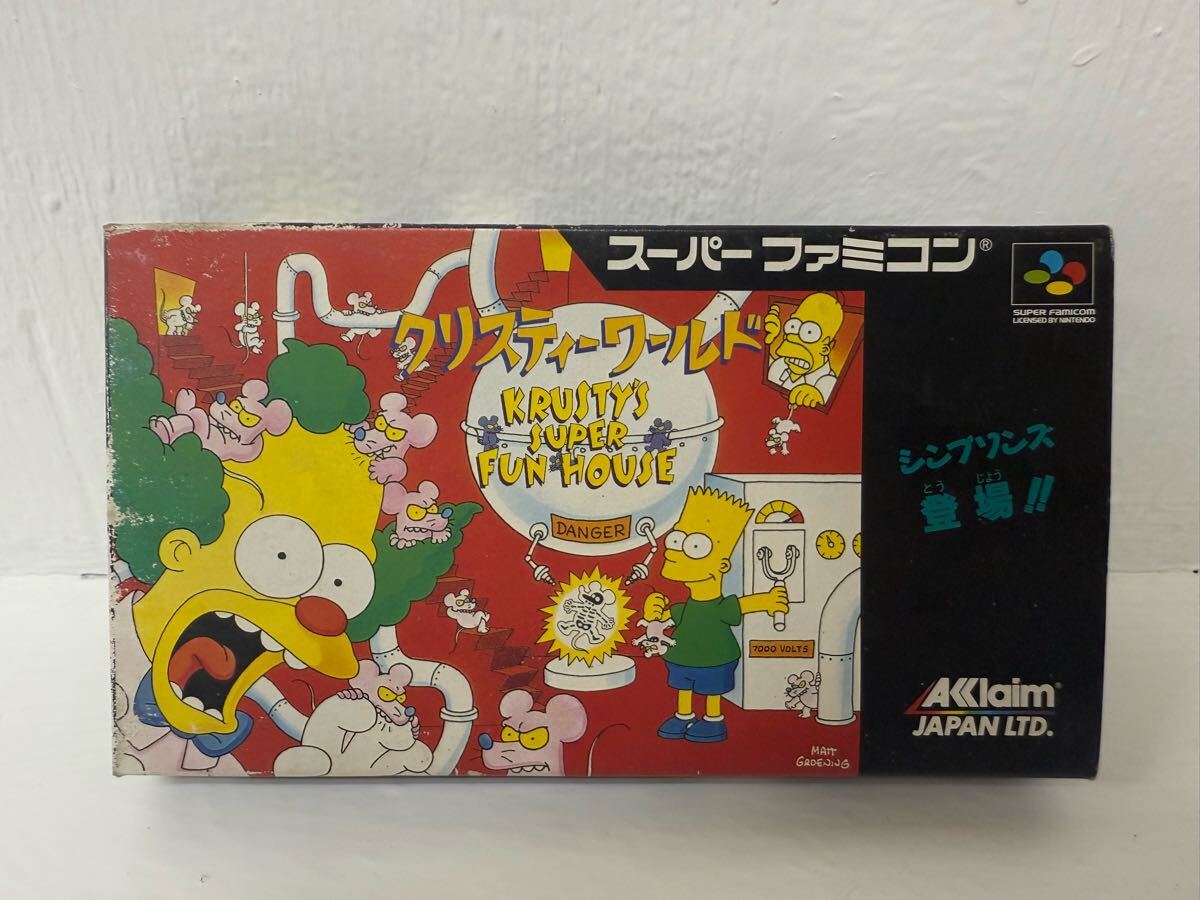 スーパーファミコン®
SUPER FAMICOM
LICENSED BY NINTENDO
クリスティーワールド
KRUSTY'S
SUPER
FUN HOUSE
DANGER
7000 VOLTS
シンプソンズ
とう じょう
登場!!
AKKlaim®
JAPAN LTD.
MATT
GROENING